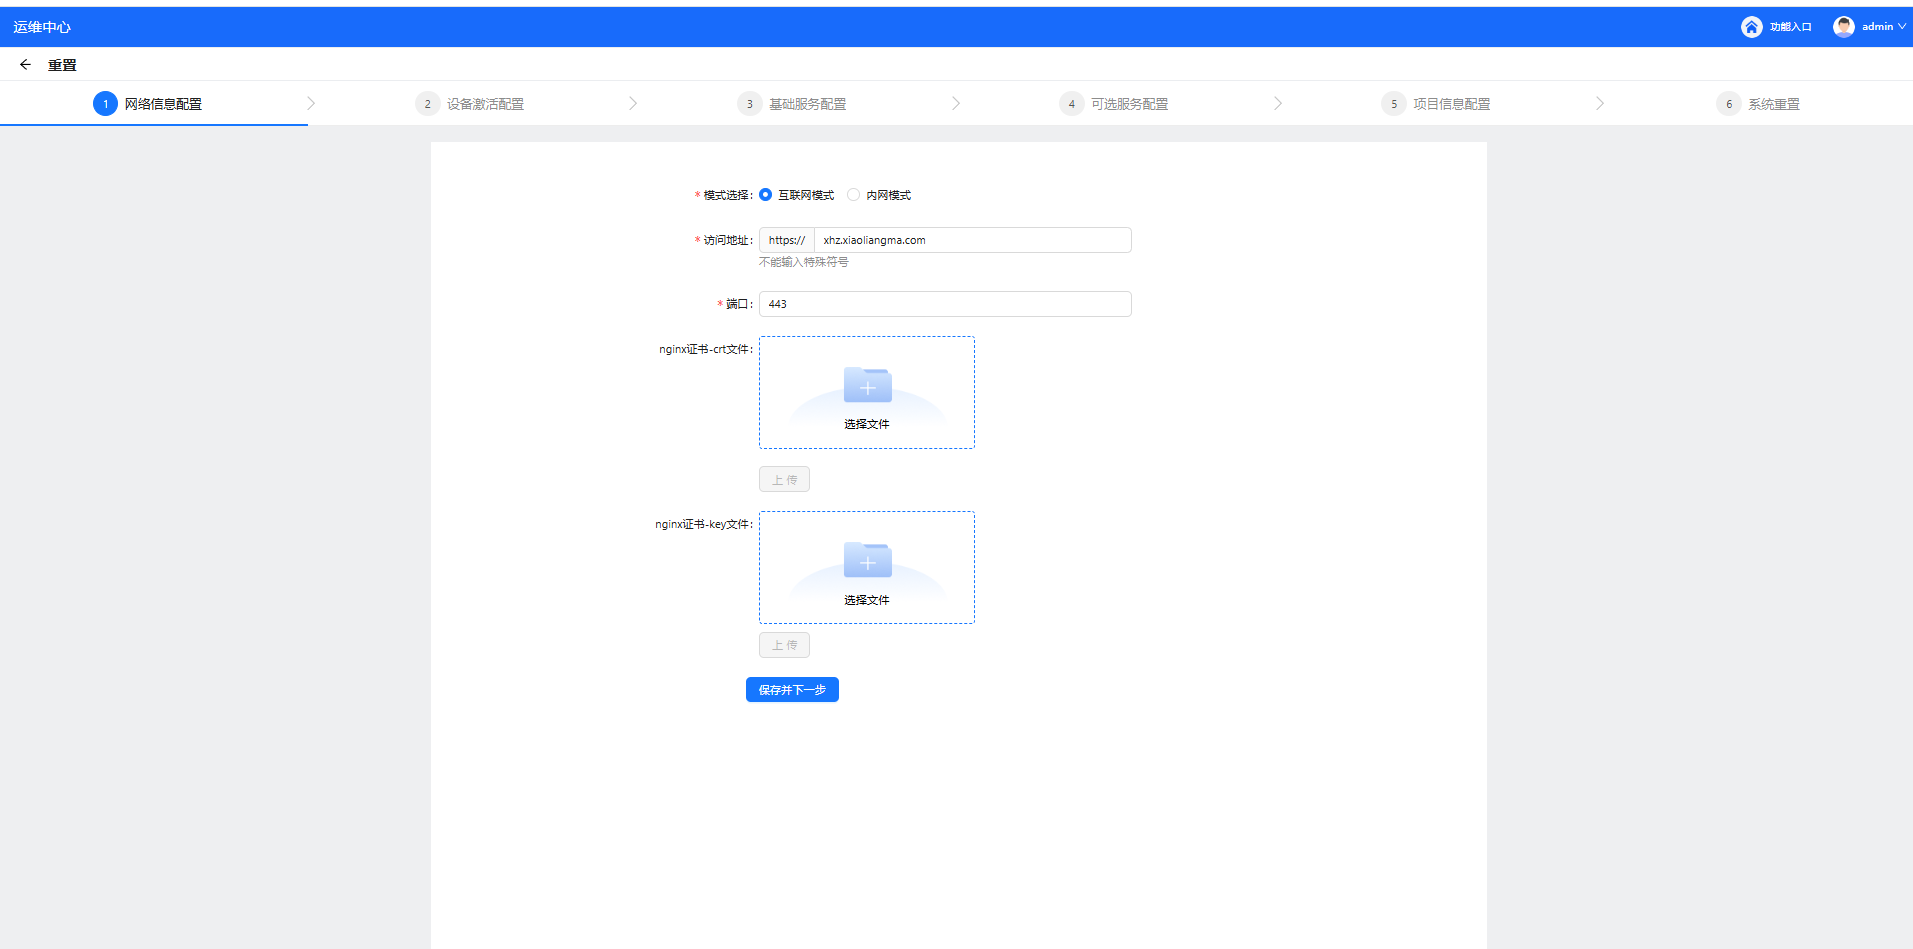 运维中心
功能入口
admin
重置
1 网络信息配置
2 设备激活配置
3 基础服务配置
4 可选服务配置
5 项目信息配置
6 系统重置
* 模式选择: 互联网模式 内网模式
* 访问地址: https:// xhz.xiaoliangma.com
不能输入特殊符号
* 端口: 443
nginx证书-crt文件:
选择文件
上 传
nginx证书-key文件:
选择文件
上 传
保存并下一步